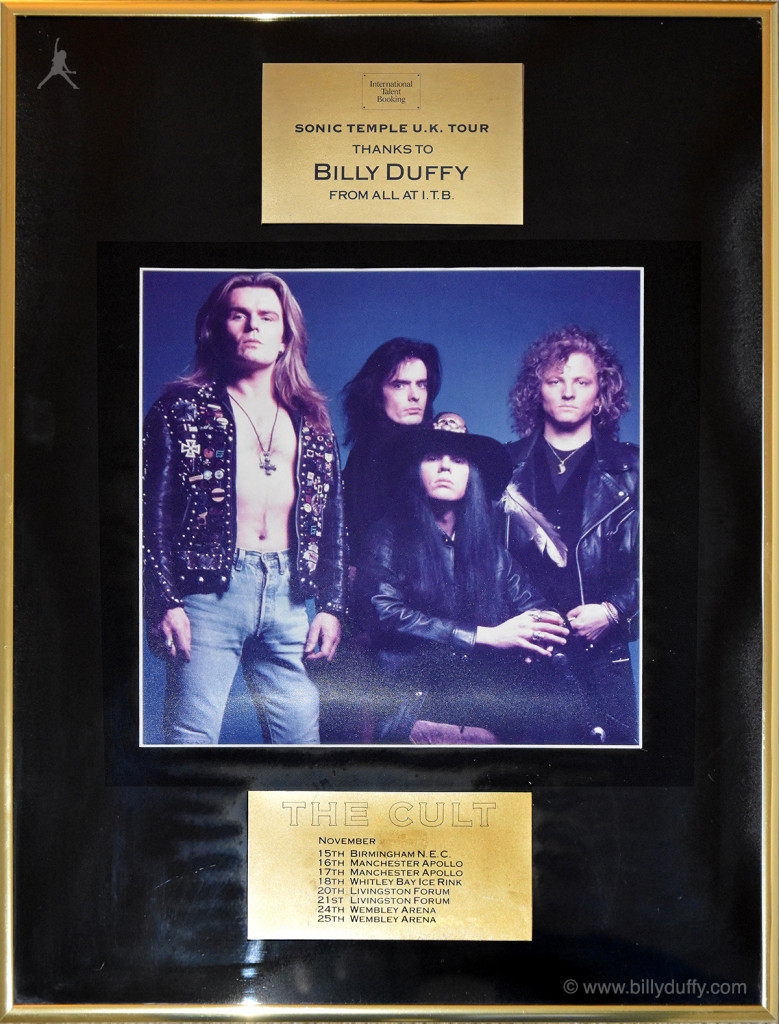 International
Talent
Booking
SONIC TEMPLE U.K. TOUR
THANKS TO
BILLY DUFFY
FROM ALL AT I.T.B.
THE CULT
NOVEMBER
15TH BIRMINGHAM N.E.C.
16TH MANCHESTER APOLLO
17TH MANCHESTER APOLLO
18TH WHITLEY BAY ICE RINK
20TH LIVINGSTON FORUM
21ST LIVINGSTON FORUM
24TH WEMBLEY ARENA
25TH WEMBLEY ARENA
© www.billyduffy.com